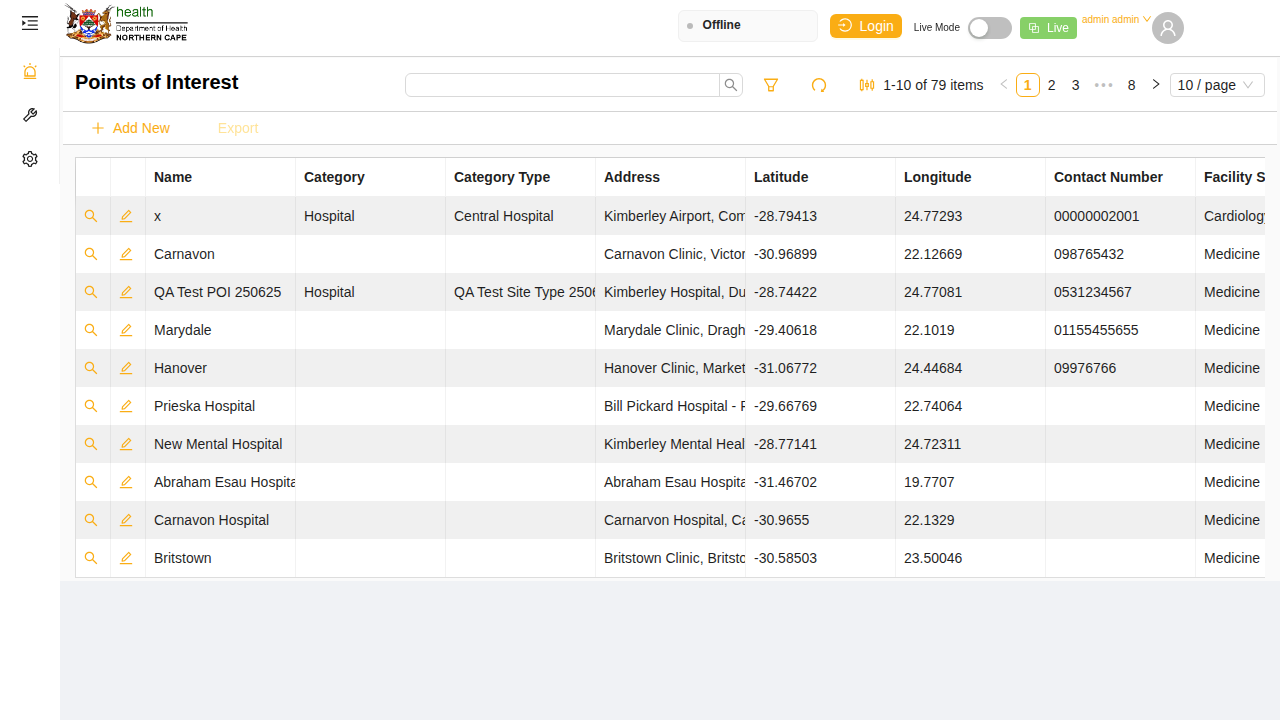 health
Department of Health
NORTHERN CAPE
Offline
Login
Live Mode
Live
admin admin
Points of Interest
1-10 of 79 items
1
2
3
8
10 / page
Add New
Export
Name Category Category Type Address Latitude Longitude Contact Number Facility S
x Hospital Central Hospital Kimberley Airport, Com -28.79413 24.77293 00000002001 Cardiology
Carnavon Carnavon Clinic, Victor -30.96899 22.12669 098765432 Medicine
QA Test POI 250625 Hospital QA Test Site Type 2506 Kimberley Hospital, Du -28.74422 24.77081 0531234567 Medicine
Marydale Marydale Clinic, Dragh -29.40618 22.1019 01155455655 Medicine
Hanover Hanover Clinic, Market -31.06772 24.44684 09976766 Medicine
Prieska Hospital Bill Pickard Hospital - P -29.66769 22.74064 Medicine
New Mental Hospital Kimberley Mental Heal -28.77141 24.72311 Medicine
Abraham Esau Hospita Abraham Esau Hospita -31.46702 19.7707 Medicine
Carnavon Hospital Carnarvon Hospital, Ca -30.9655 22.1329 Medicine
Britstown Britstown Clinic, Britsto -30.58503 23.50046 Medicine